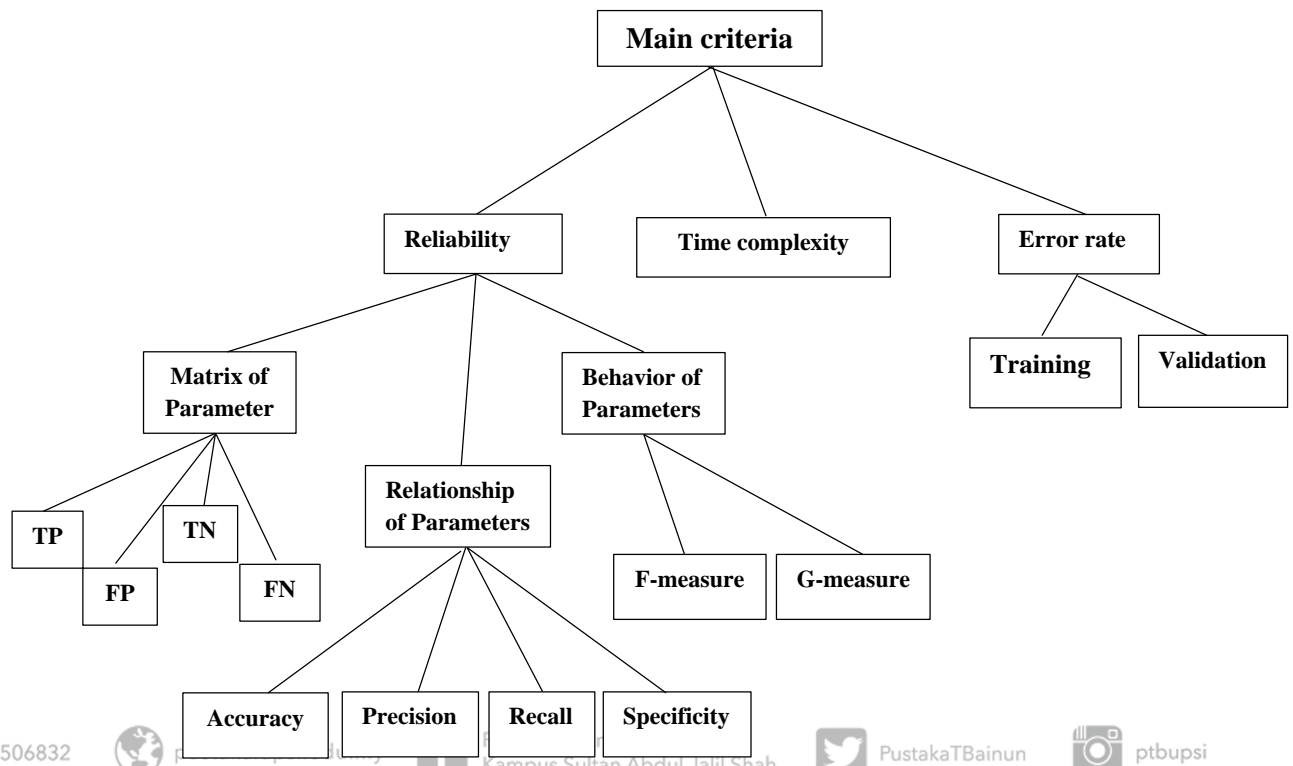 Main criteria
Reliability
Time complexity
Error rate
Matrix of
Parameter
Behavior of
Parameters
Training
Validation
Relationship
of Parameters
TP
FP
TN
FN
F-measure
G-measure
Accuracy
Precision
Recall
Specificity
506832
Kampus Sultan Abdul Jalil Shah
PustakaTBainun
ptbupsi